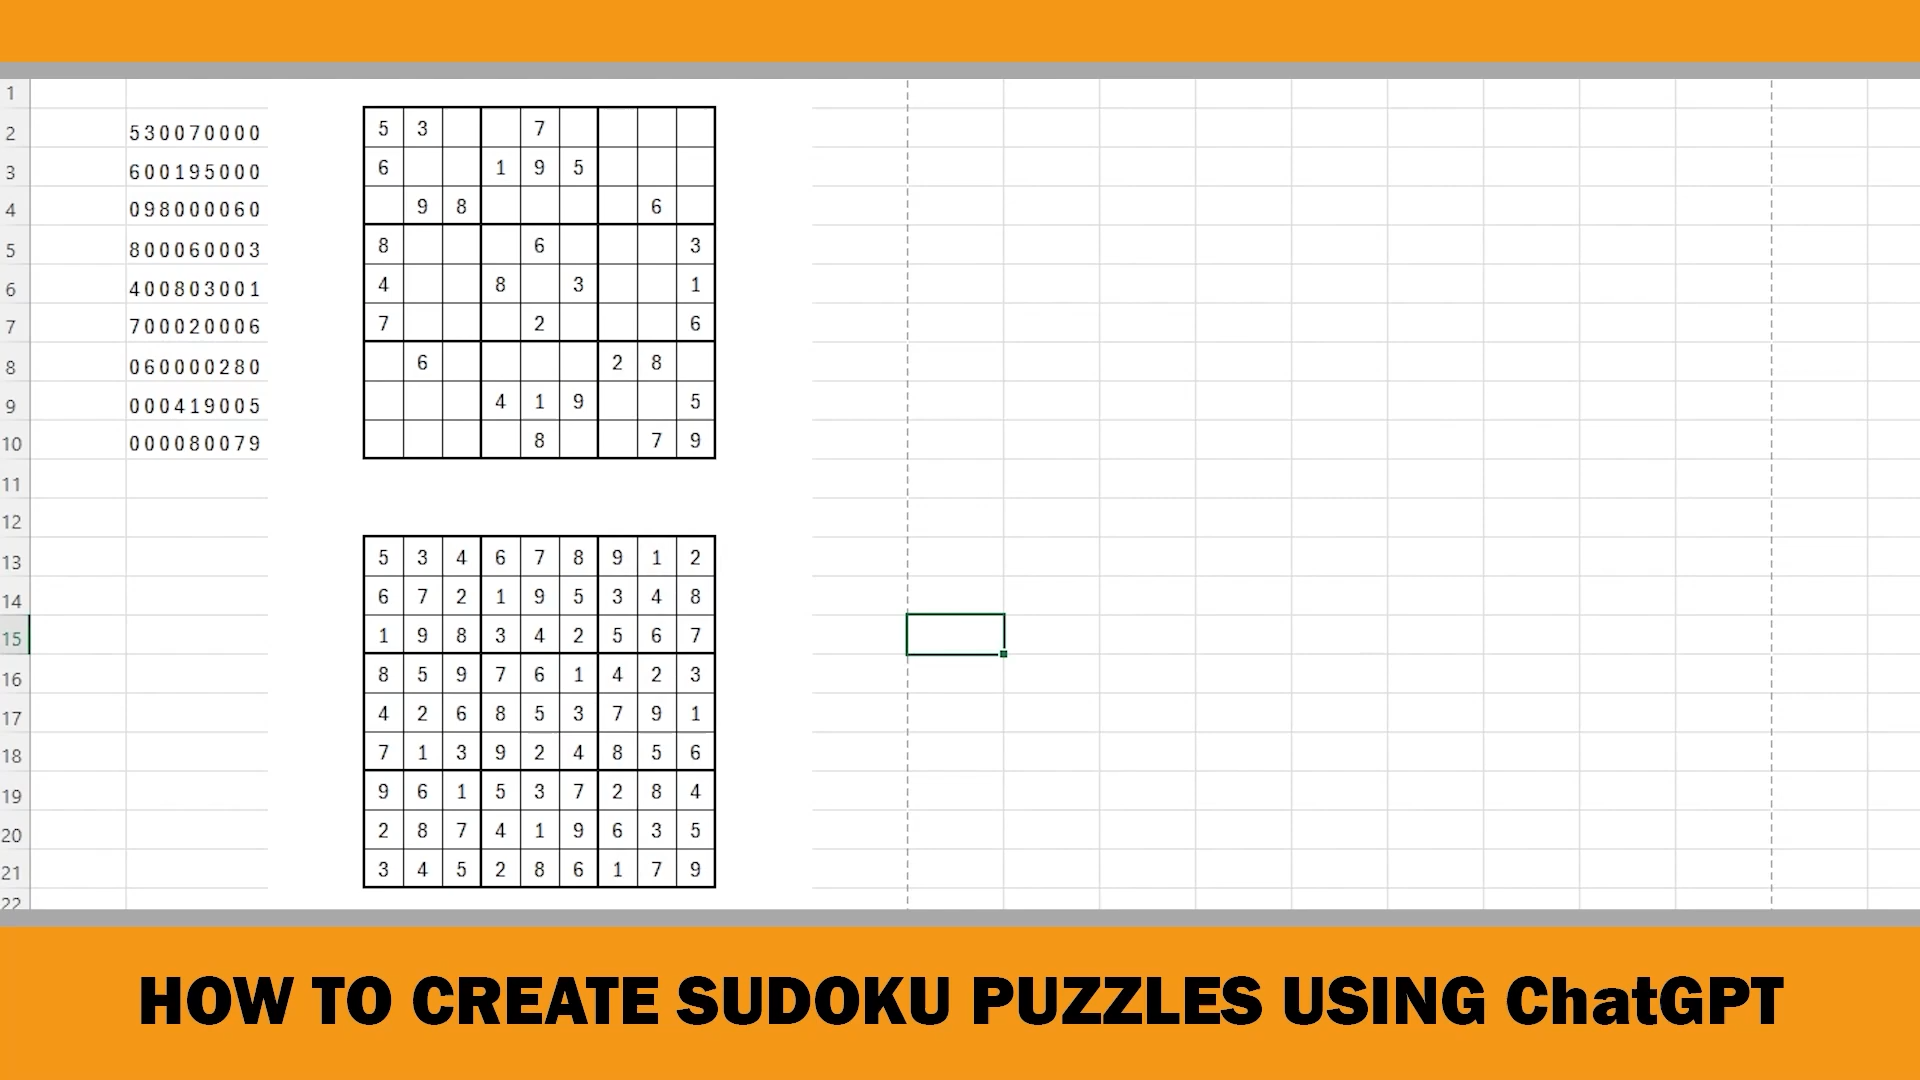 1
2 530070000 5 3 7
3 600195000 6 1 9 5
4 098000060 9 8 6
5 800060003 8 6 3
6 400803001 4 8 3 1
7 700020006 7 2 6
8 060000280 6 2 8
9 000419005 4 1 9 5
10 000080079 8 7 9
11
12
13 5 3 4 6 7 8 9 1 2
14 6 7 2 1 9 5 3 4 8
15 1 9 8 3 4 2 5 6 7
16 8 5 9 7 6 1 4 2 3
17 4 2 6 8 5 3 7 9 1
18 7 1 3 9 2 4 8 5 6
19 9 6 1 5 3 7 2 8 4
20 2 8 7 4 1 9 6 3 5
21 3 4 5 2 8 6 1 7 9
22
HOW TO CREATE SUDOKU PUZZLES USING ChatGPT